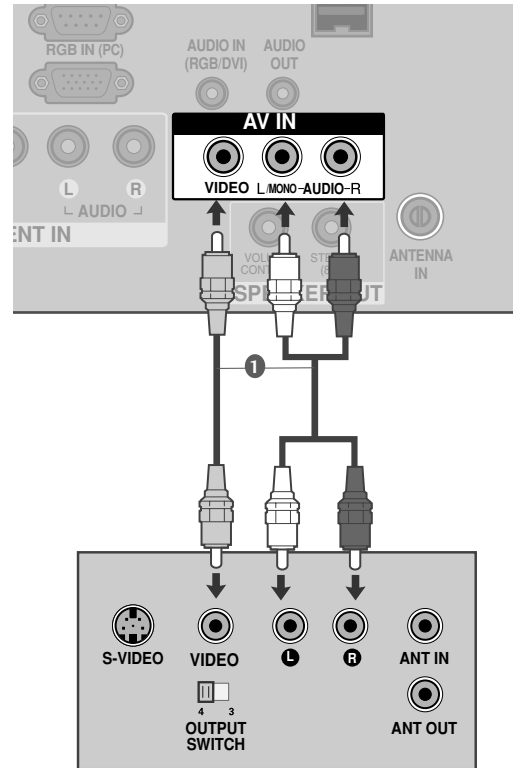 RGB IN (PC)
AUDIO IN
(RGB/DVI)
AUDIO
OUT
AV IN
VIDEO L/MONO-AUDIO-R
L R
AUDIO
ENT IN
ANTENNA
IN
1
S-VIDEO
VIDEO
L
R
ANT IN
4 3
OUTPUT
SWITCH
ANT OUT